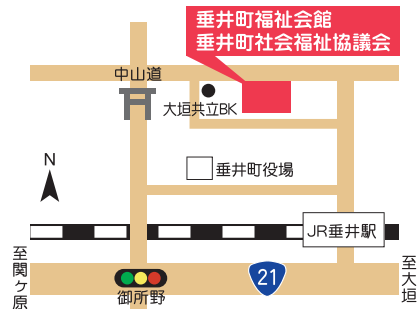 垂井町福祉会館
垂井町社会福祉協議会
中山道
大垣共立BK
N
垂井町役場
JR垂井駅
至関ヶ原
至大垣
21
御所野